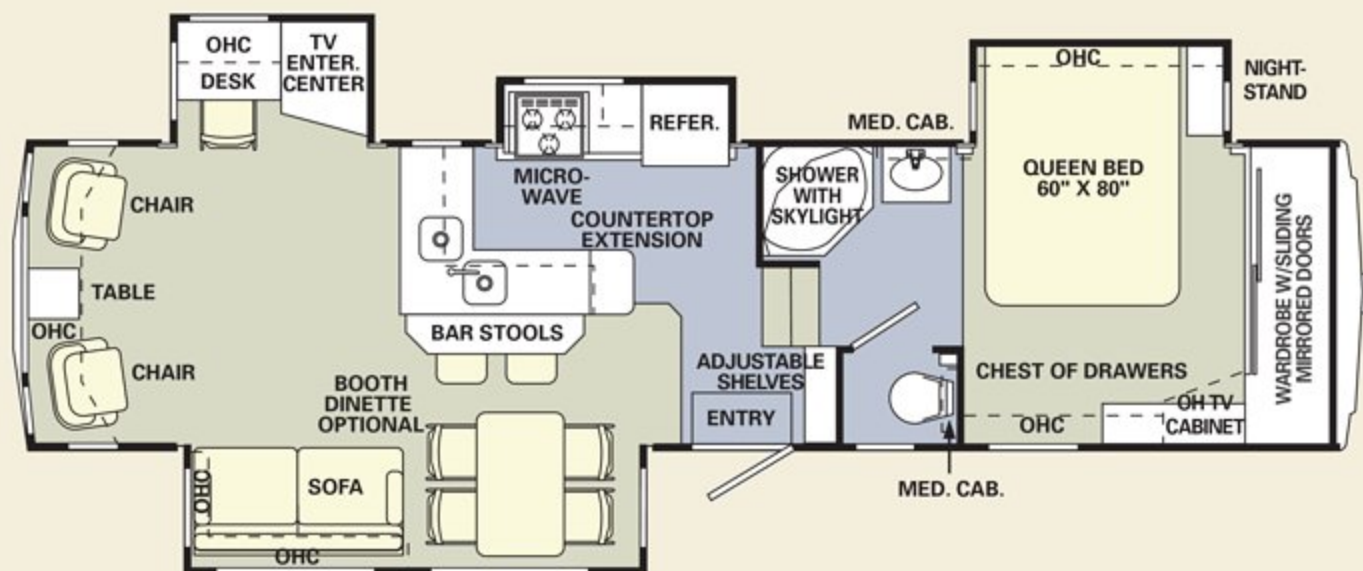 OHC
DESK
TV
ENTER.
CENTER
REFER.
MED. CAB.
OHC
NIGHT-
STAND
CHAIR
MICRO-
WAVE
SHOWER
WITH
SKYLIGHT
QUEEN BED
60" X 80"
COUNTERTOP
EXTENSION
WARDROBE W/SLIDING
MIRRORED DOORS
TABLE
OHC
BAR STOOLS
CHAIR
ADJUSTABLE
SHELVES
CHEST OF DRAWERS
BOOTH
DINETTE
OPTIONAL
ENTRY
OHC
OH TV
CABINET
OHC
SOFA
MED. CAB.
OHC